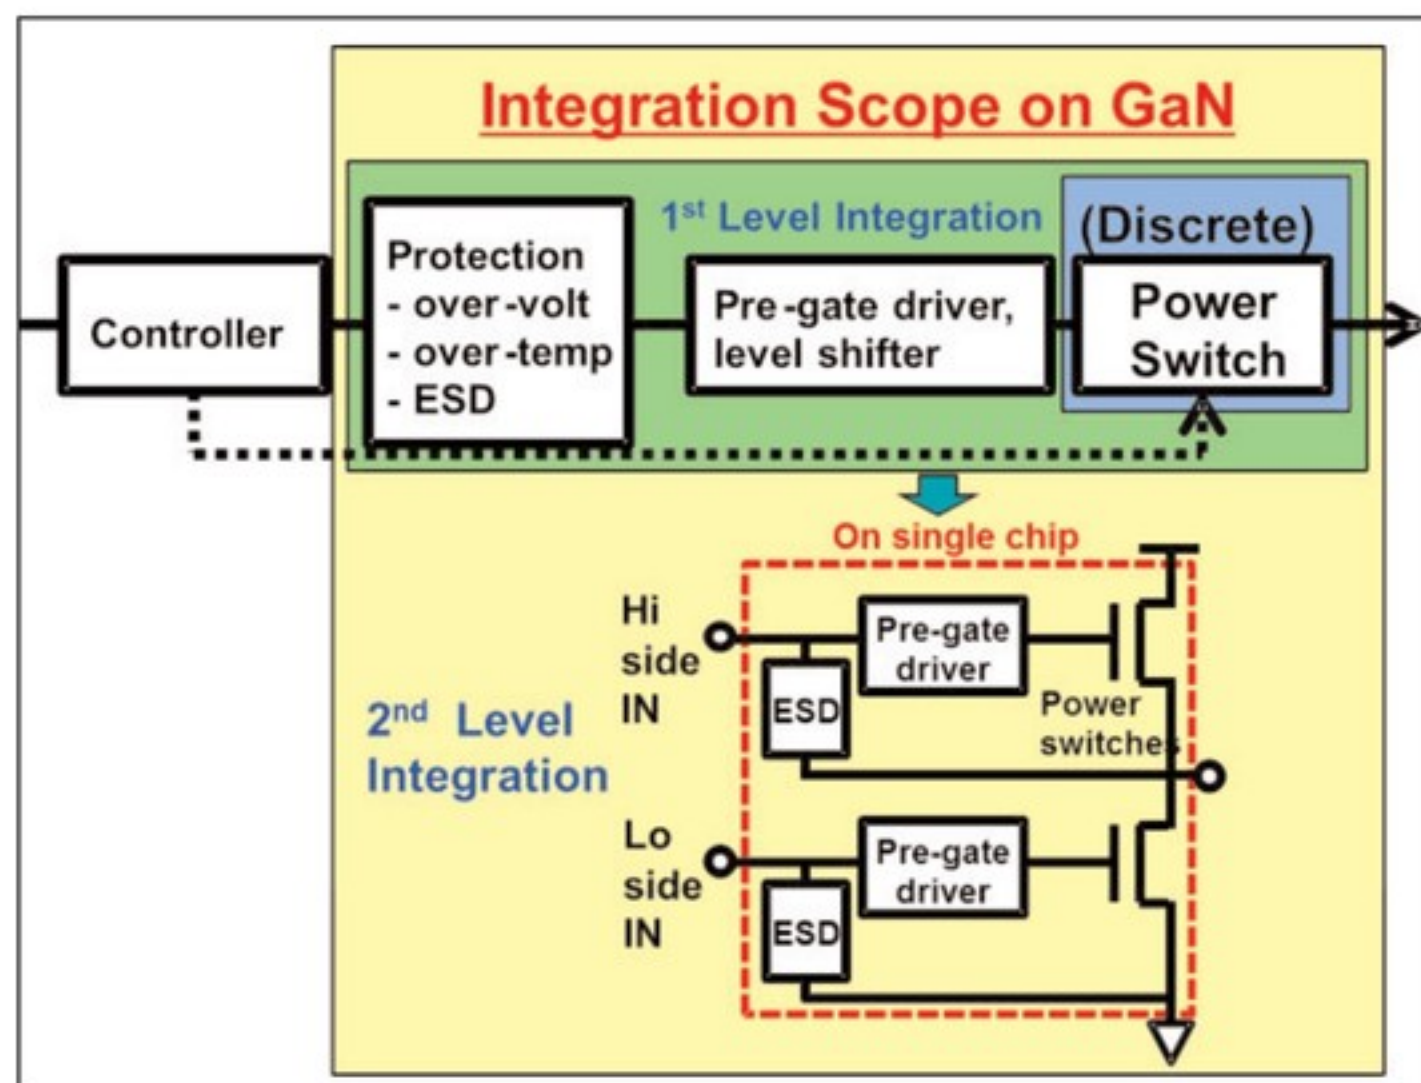 Integration Scope on GaN
1st Level Integration
(Discrete)
Controller
Protection
- over-volt
- over-temp
- ESD
Pre-gate driver,
level shifter
Power
Switch
On single chip
Hi
side
IN
Pre-gate
driver
ESD
Power
switches
2nd Level
Integration
Lo
side
IN
Pre-gate
driver
ESD